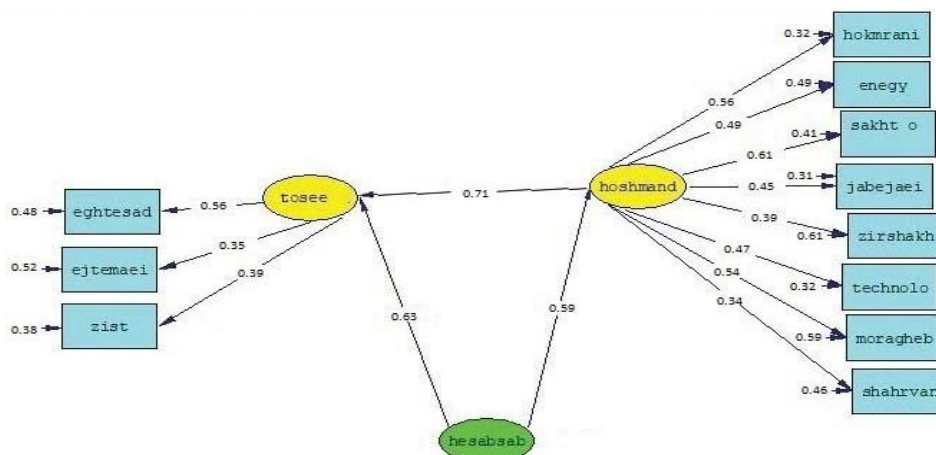 0.32 hokmrani
0.56
0.49 enegy
0.49
0.41 sakht o
0.61
0.31 jabejaei
0.45
0.39
0.61 zirshakh
0.47
0.32 technolo
0.54
0.59 moragheb
0.34
0.46 shahrvan
hoshmand
0.71
tosee
0.48 eghtesad 0.56
0.52 ejtemaei 0.35
0.38 zist 0.39
0.63
0.59
hesabsab